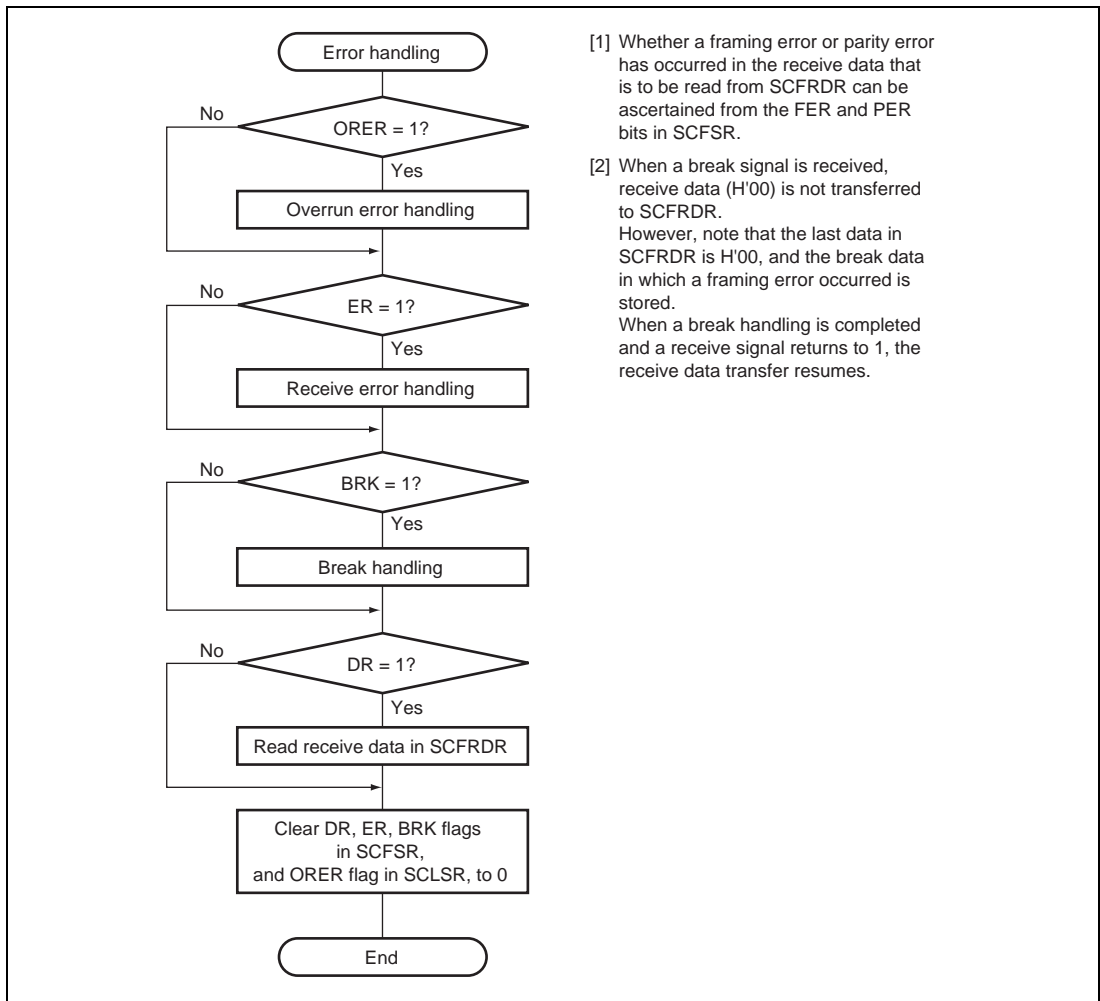 Error handling
No
ORER = 1?
Yes
Overrun error handling
No
ER = 1?
Yes
Receive error handling
No
BRK = 1?
Yes
Break handling
No
DR = 1?
Yes
Read receive data in SCFRDR
Clear DR, ER, BRK flags
in SCFSR,
and ORER flag in SCLSR, to 0
End
[1] Whether a framing error or parity error
has occurred in the receive data that
is to be read from SCFRDR can be
ascertained from the FER and PER
bits in SCFSR.
[2] When a break signal is received,
receive data (H'00) is not transferred
to SCFRDR.
However, note that the last data in
SCFRDR is H'00, and the break data
in which a framing error occurred is
stored.
When a break handling is completed
and a receive signal returns to 1, the
receive data transfer resumes.